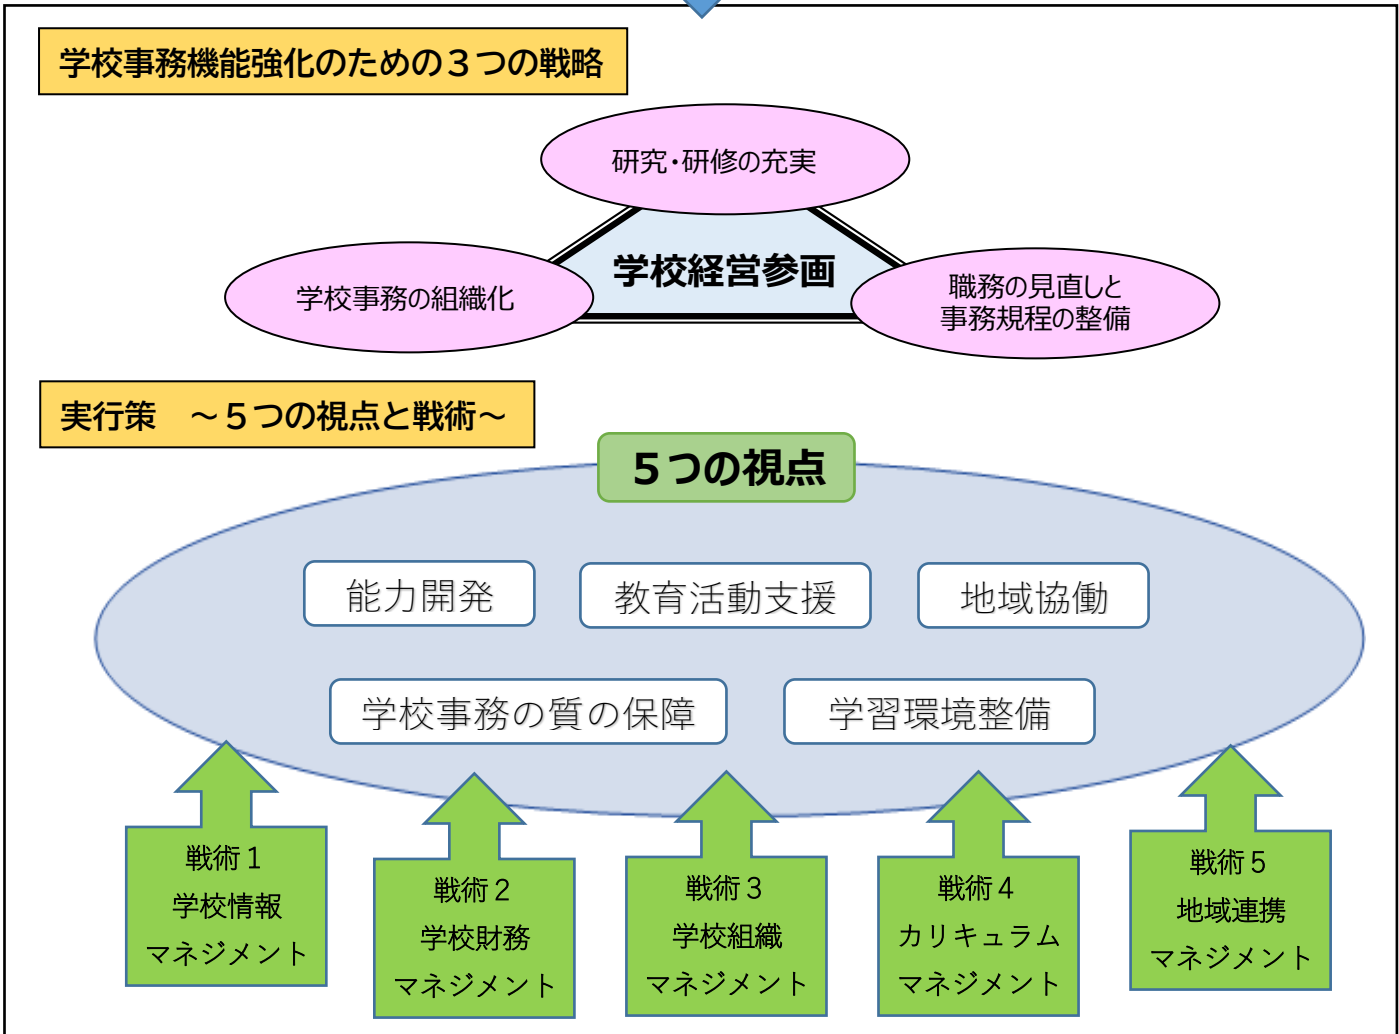 学校事務機能強化のための３つの戦略
研究・研修の充実
学校経営参画
学校事務の組織化
職務の見直しと
事務規程の整備
実行策　～５つの視点と戦術～
５つの視点
能力開発
教育活動支援
地域協働
学校事務の質の保障
学習環境整備
戦術１
学校情報
マネジメント
戦術２
学校財務
マネジメント
戦術３
学校組織
マネジメント
戦術４
カリキュラム
マネジメント
戦術５
地域連携
マネジメント